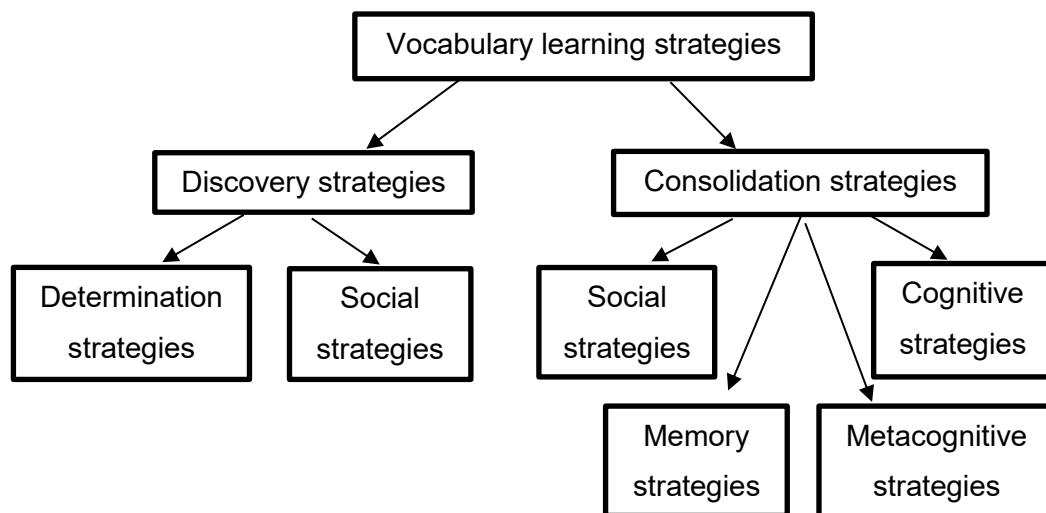 Vocabulary learning strategies
Discovery strategies
Consolidation strategies
Determination
strategies
Social
strategies
Social
strategies
Cognitive
strategies
Memory
strategies
Metacognitive
strategies